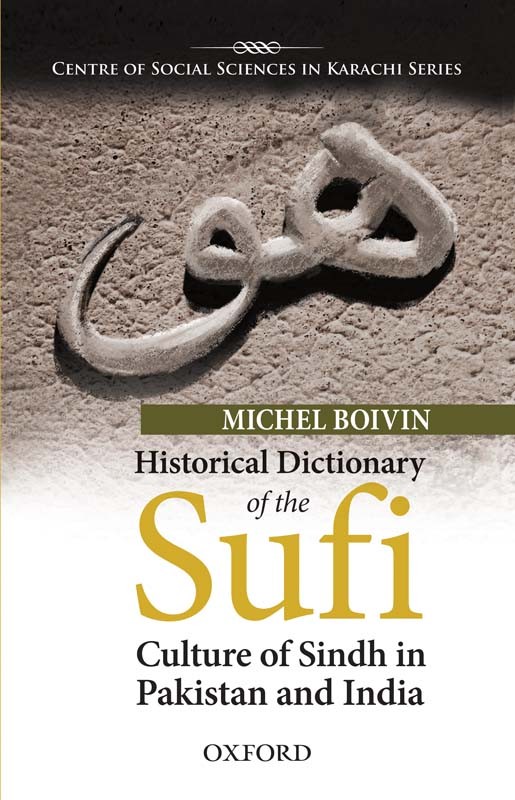 CENTRE OF SOCIAL SCIENCES IN KARACHI SERIES
هو
MICHEL BOIVIN
Historical Dictionary
of the
Sufi
Culture of Sindh in
Pakistan and India
OXFORD